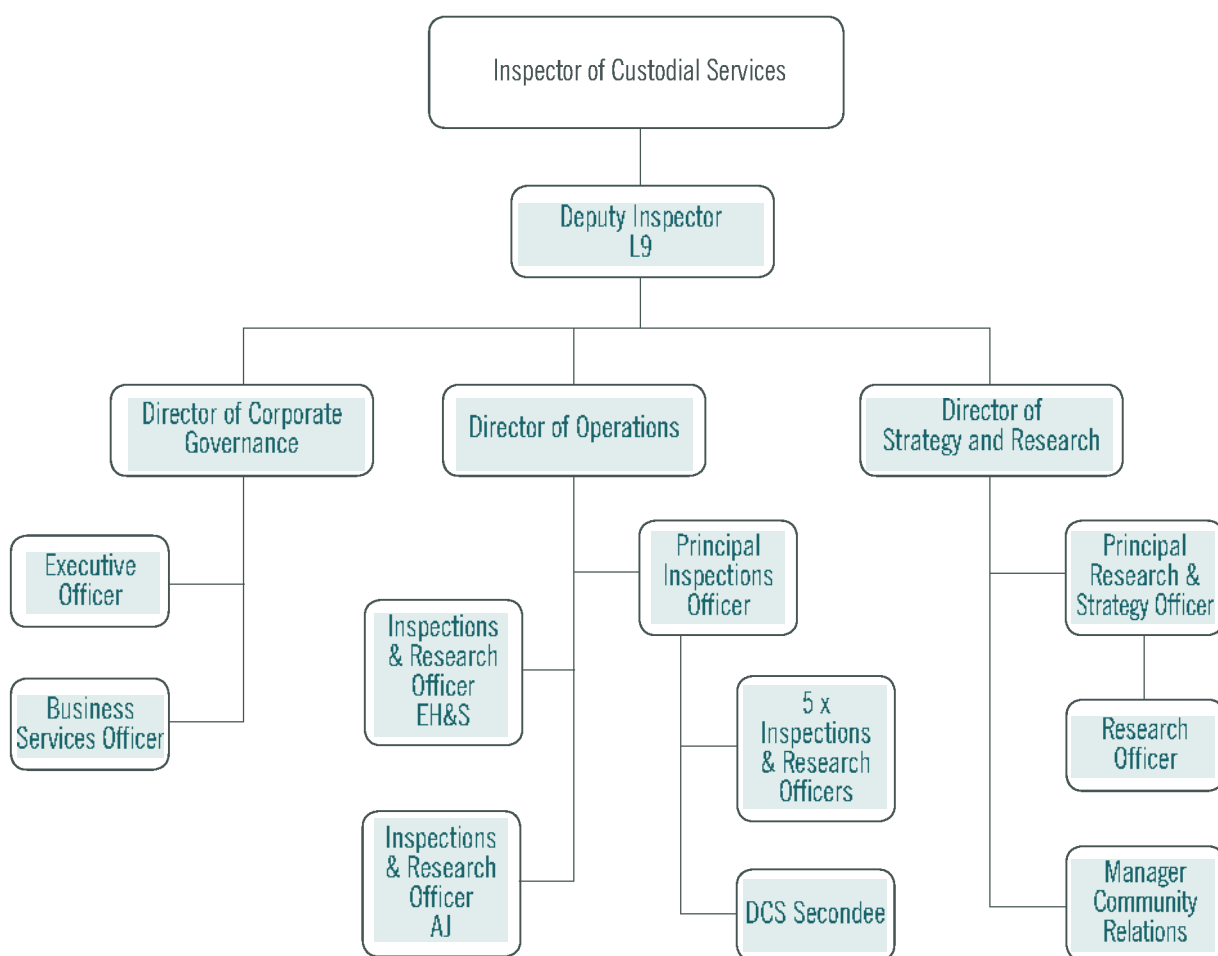 Inspector of Custodial Services
Deputy Inspector
L9
Director of Corporate
Governance
Director of Operations
Director of
Strategy and Research
Executive
Officer
Business
Services Officer
Inspections
& Research
Officer
EH&S
Inspections
& Research
Officer
AJ
Principal
Inspections
Officer
5 x
Inspections
& Research
Officers
DCS Secondee
Principal
Research &
Strategy Officer
Research
Officer
Manager
Community
Relations